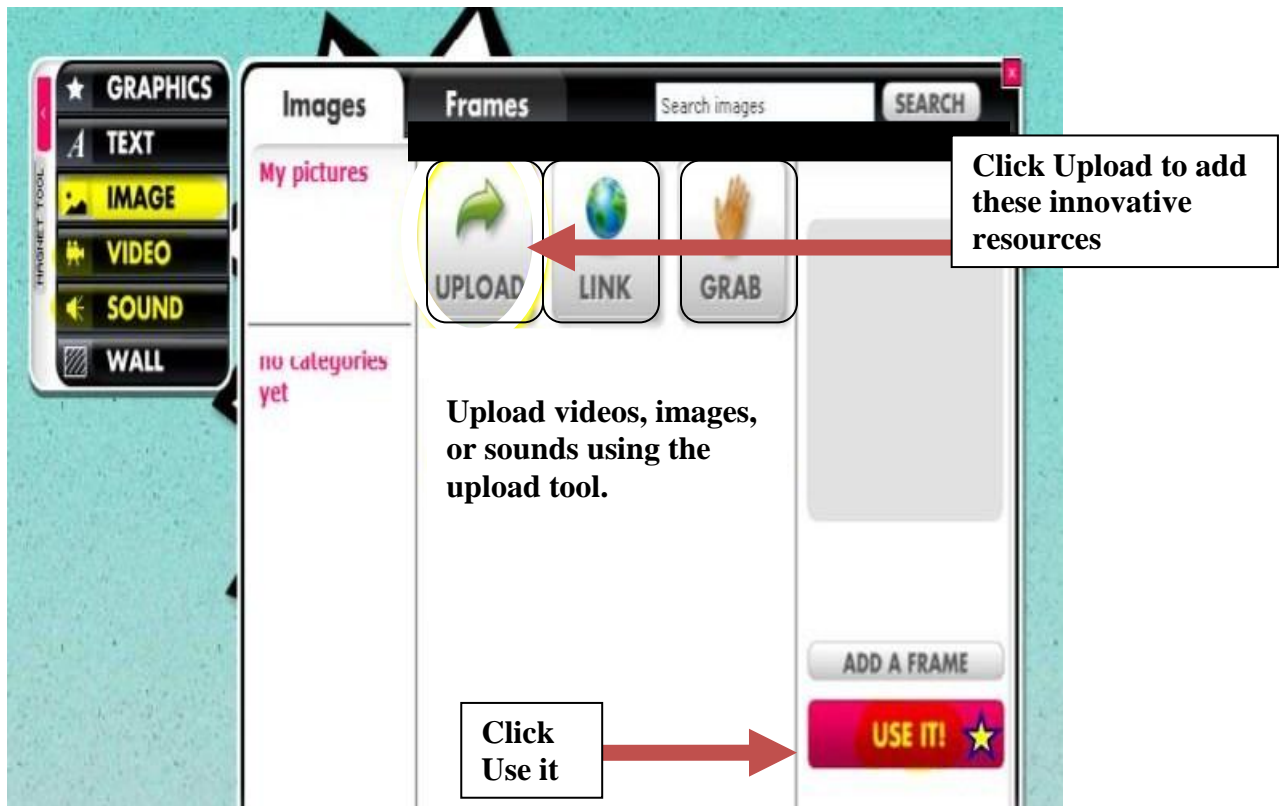 GRAPHICS
TEXT
IMAGE
VIDEO
SOUND
WALL
MAGNET TOOL
Images
Frames
Search images
SEARCH
x
My pictures
no categories
yet
UPLOAD
LINK
GRAB
Click Upload to add
these innovative
resources
Upload videos, images,
or sounds using the
upload tool.
ADD A FRAME
USE IT!
Click
Use it